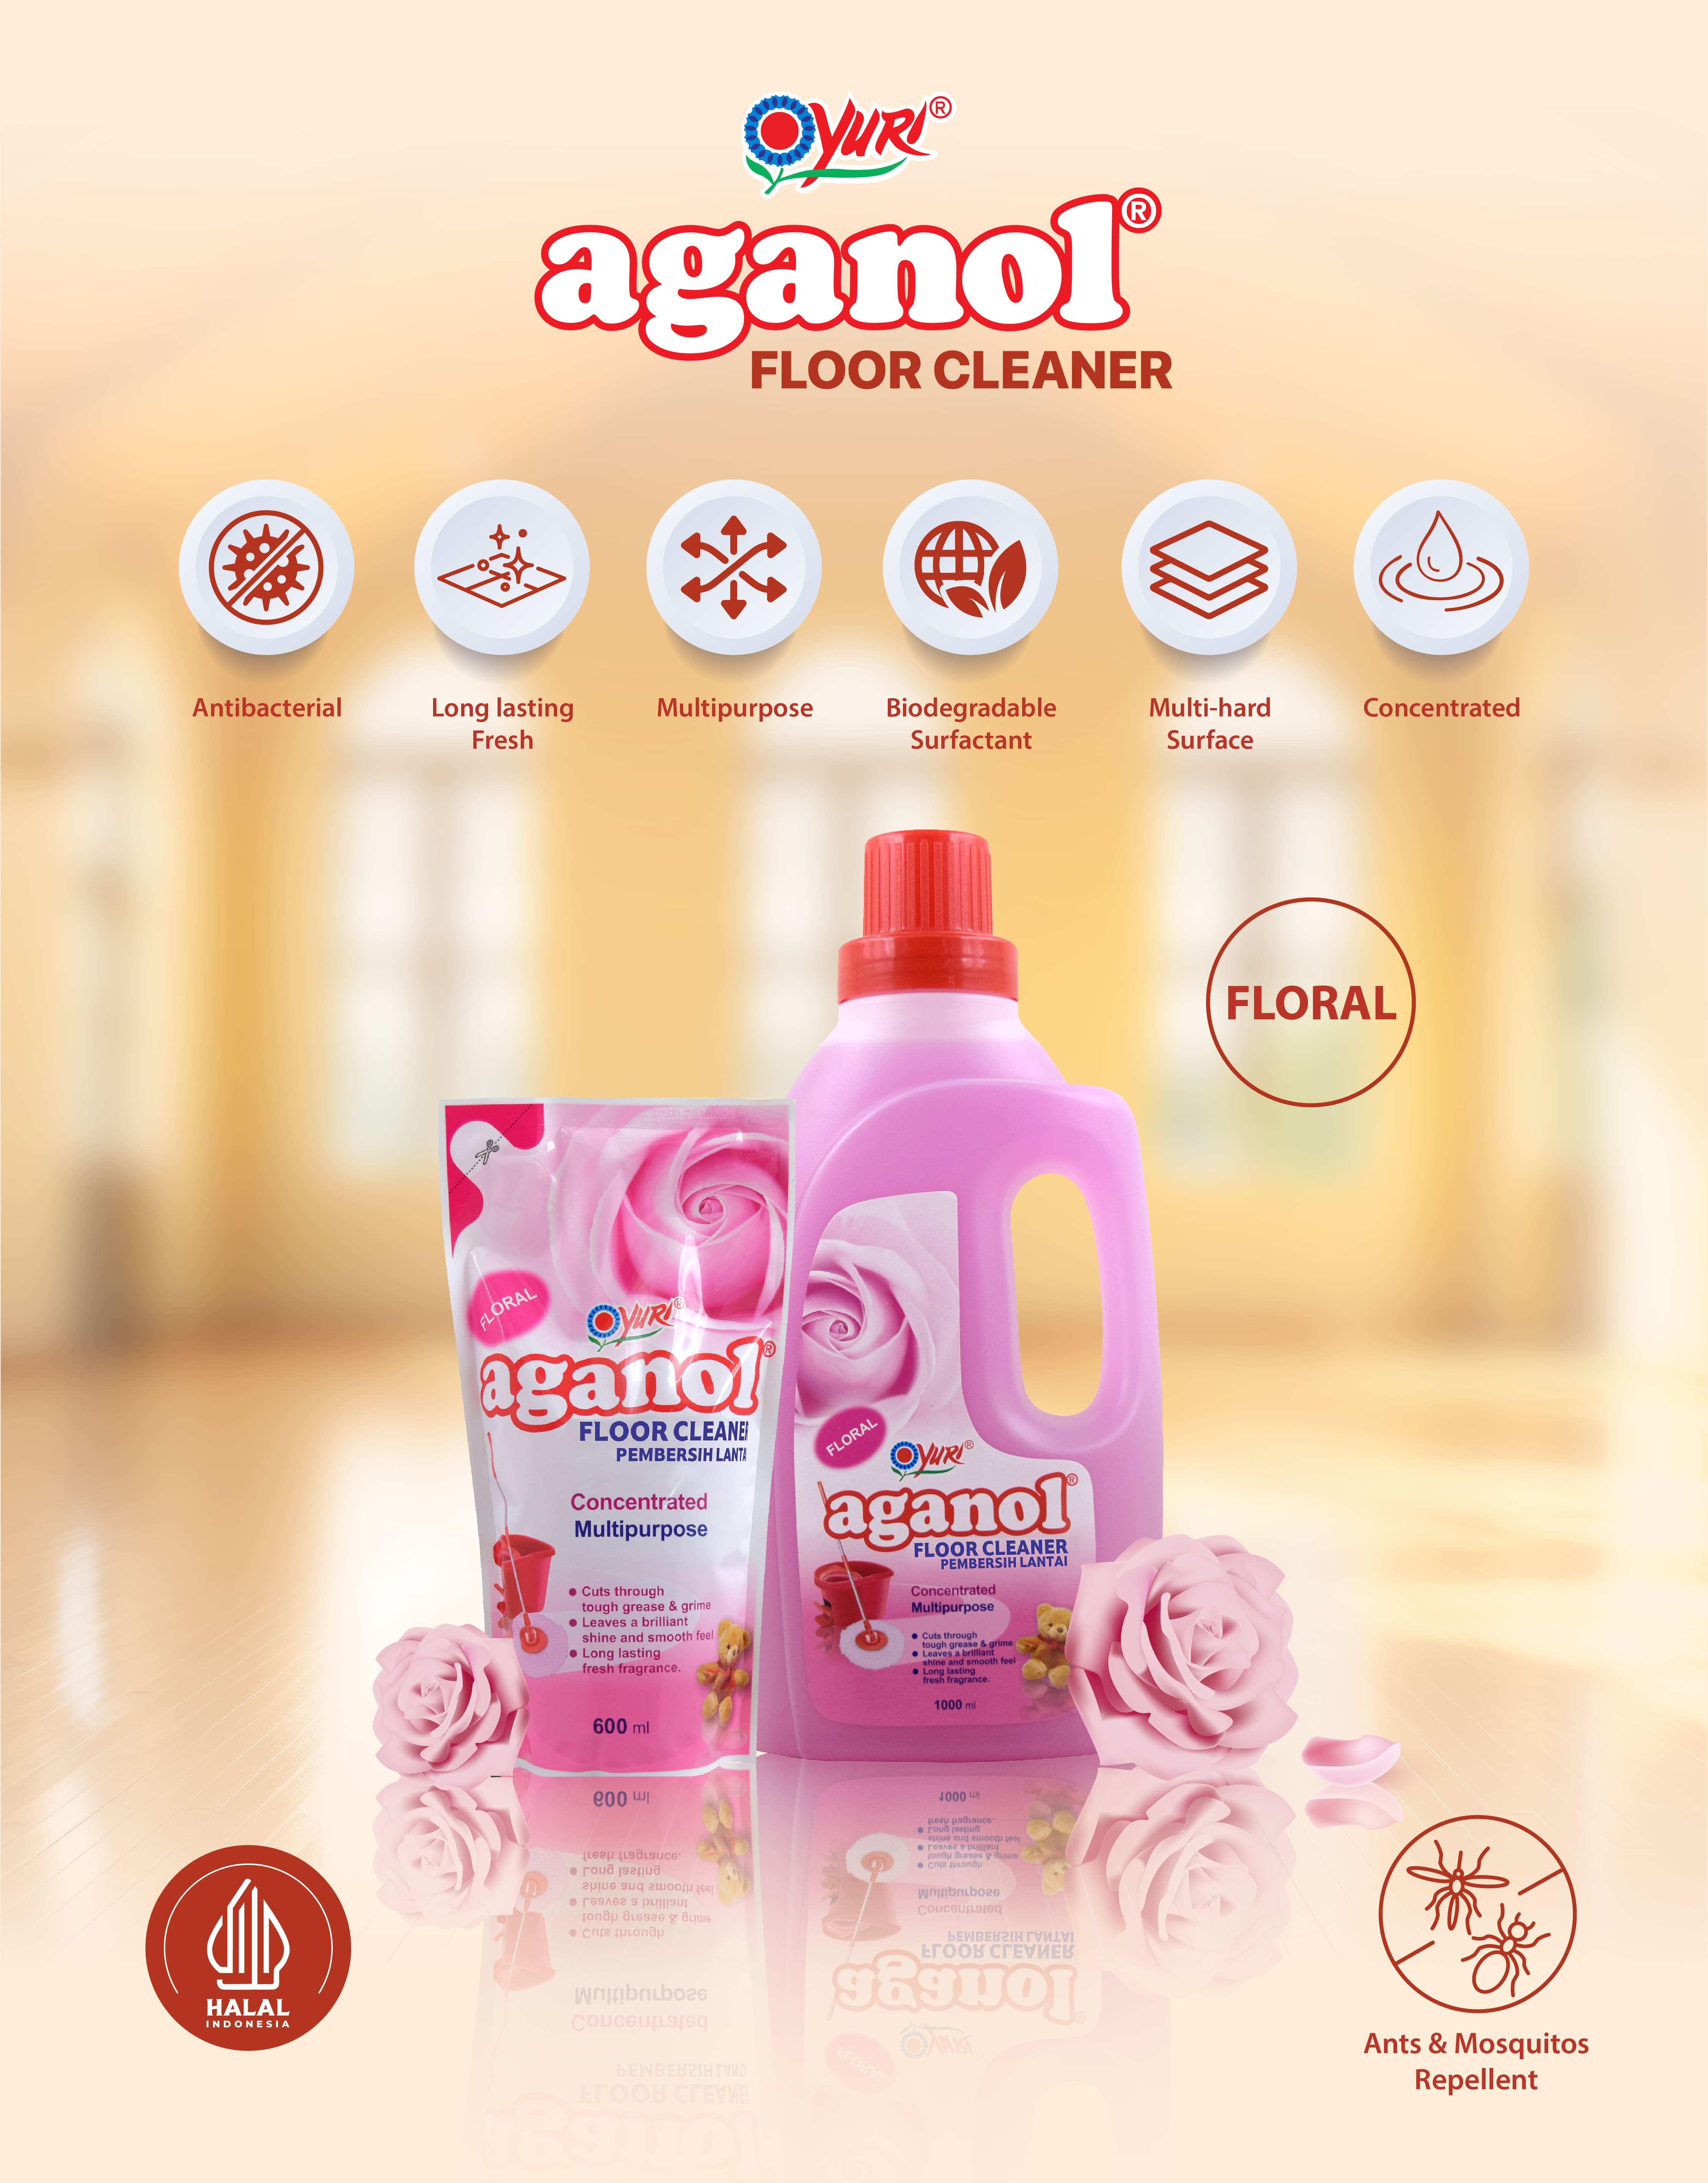 YURI®
aganol®
FLOOR CLEANER
Antibacterial
Long lasting
Fresh
Multipurpose
Biodegradable
Surfactant
Multi-hard
Surface
Concentrated
FLORAL
FLORAL
YURI®
aganol®
FLOOR CLEANER
PEMBERSIH LANTAI
Concentrated
Multipurpose
• Cuts through
tough grease & grime
• Leaves a brilliant
shine and smooth feel
• Long lasting
fresh fragrance.
600 ml
FLORAL
YURI®
aganol®
FLOOR CLEANER
PEMBERSIH LANTAI
Concentrated
Multipurpose
• Cuts through
tough grease & grime
• Leaves a brilliant
shine and smooth feel
• Long lasting
fresh fragrance.
1000 ml
HALAL
INDONESIA
Ants & Mosquitos
Repellent